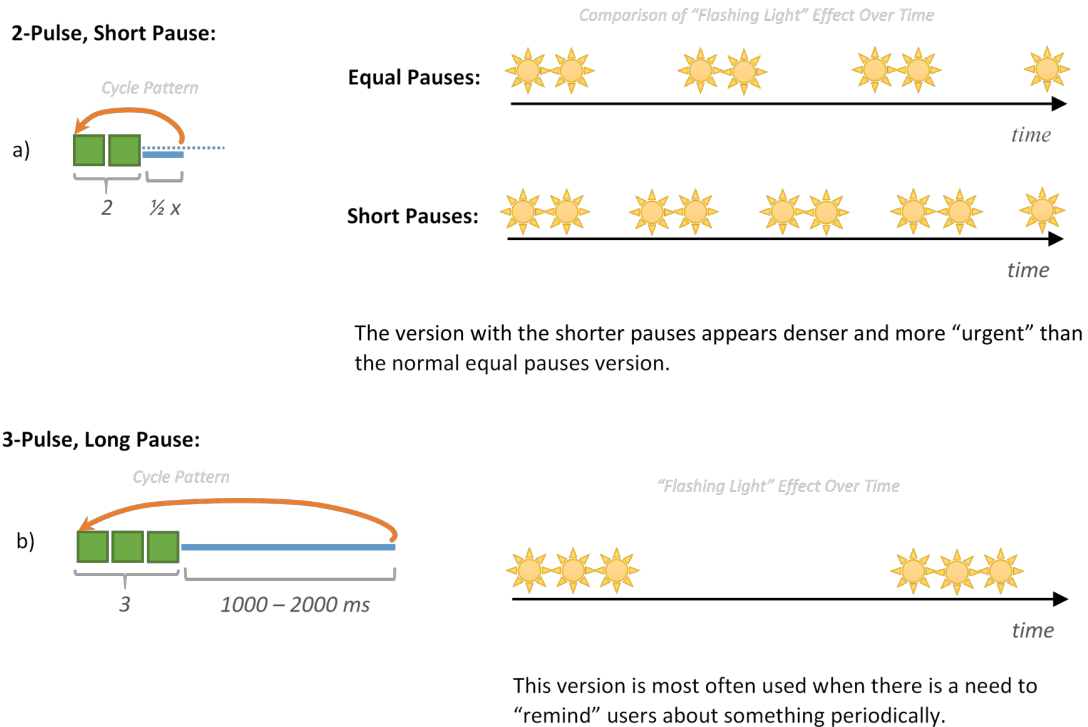 Comparison of “Flashing Light” Effect Over Time
2-Pulse, Short Pause:
Equal Pauses:
Cycle Pattern
time
a)
2
½ x
Short Pauses:
time
The version with the shorter pauses appears denser and more “urgent” than
the normal equal pauses version.
3-Pulse, Long Pause:
Cycle Pattern
“Flashing Light” Effect Over Time
b)
3
1000 – 2000 ms
time
This version is most often used when there is a need to
“remind” users about something periodically.